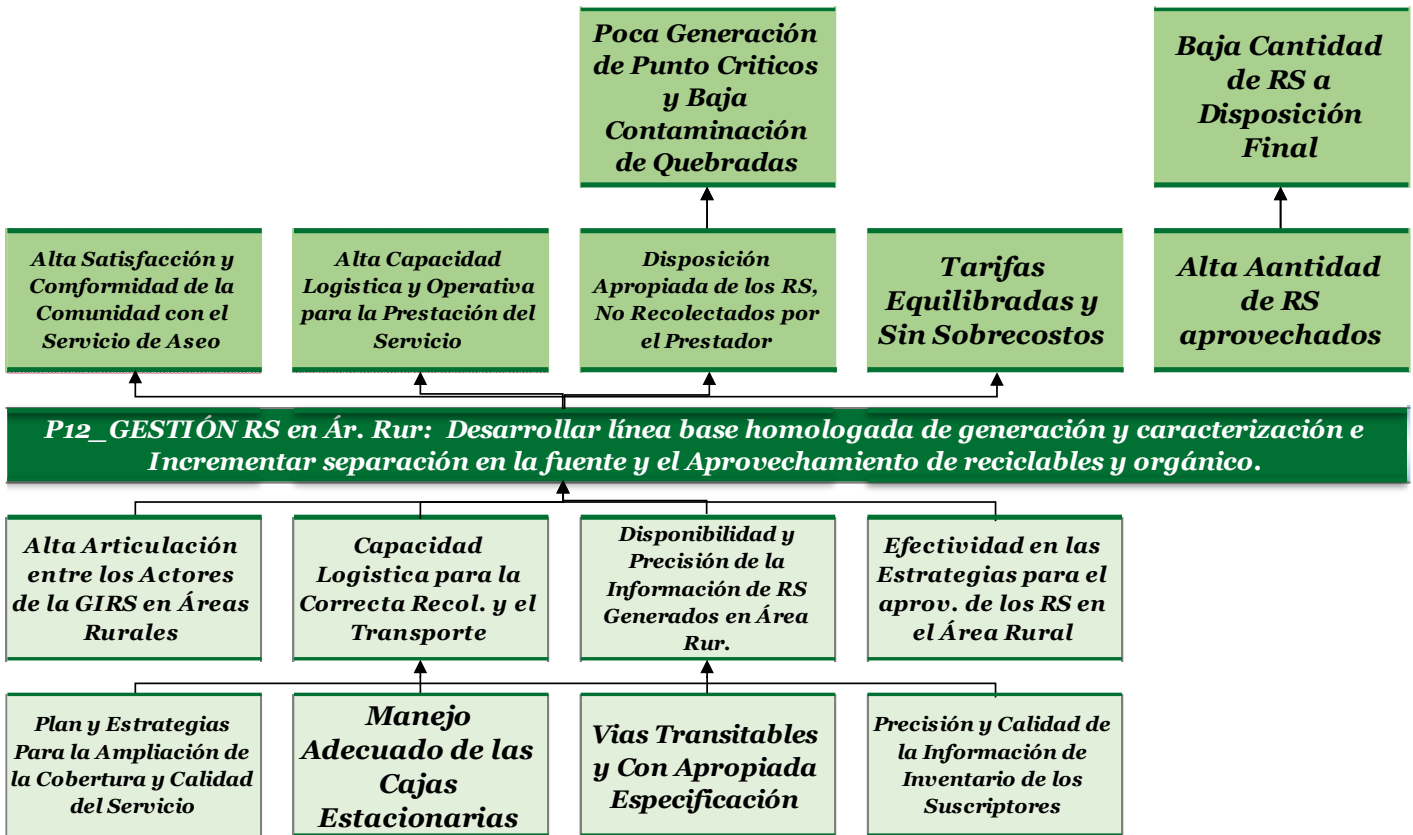 Poca Generación
de Punto Criticos
y Baja
Contaminación
de Quebradas
Baja Cantidad
de RS a
Disposición
Final
Alta Satisfacción y
Comformidad de la
Comunidad con el
Servicio de Aseo
Alta Capacidad
Logistica y Operativa
para la Prestación del
Servicio
Disposición
Apropiada de los RS,
No Recolectados por
el Prestador
Tarifas
Equilibradas y
Sin Sobrecostos
Alta Aantidad
de RS
aprovechados
P12_GESTIÓN RS en Ár. Rur: Desarrollar línea base homologada de generación y caracterización e
Incrementar separación en la fuente y el Aprovechamiento de reciclables y orgánico.
Alta Articulación
entre los Actores
de la GIRS en Áreas
Rurales
Capacidad
Logistica para la
Correcta Recol. y el
Transporte
Disponibilidad y
Precisión de la
Información de RS
Generados en Área
Rur.
Efectividad en las
Estrategias para el
aprov. de los RS en
el Área Rural
Plan y Estrategias
Para la Ampliación de
la Cobertura y Calidad
del Servicio
Manejo
Adecuado de las
Cajas
Estacionarias
Vias Transitables
y Con Apropiada
Especificación
Precisión y Calidad de
la Información de
Inventario de los
Suscriptores